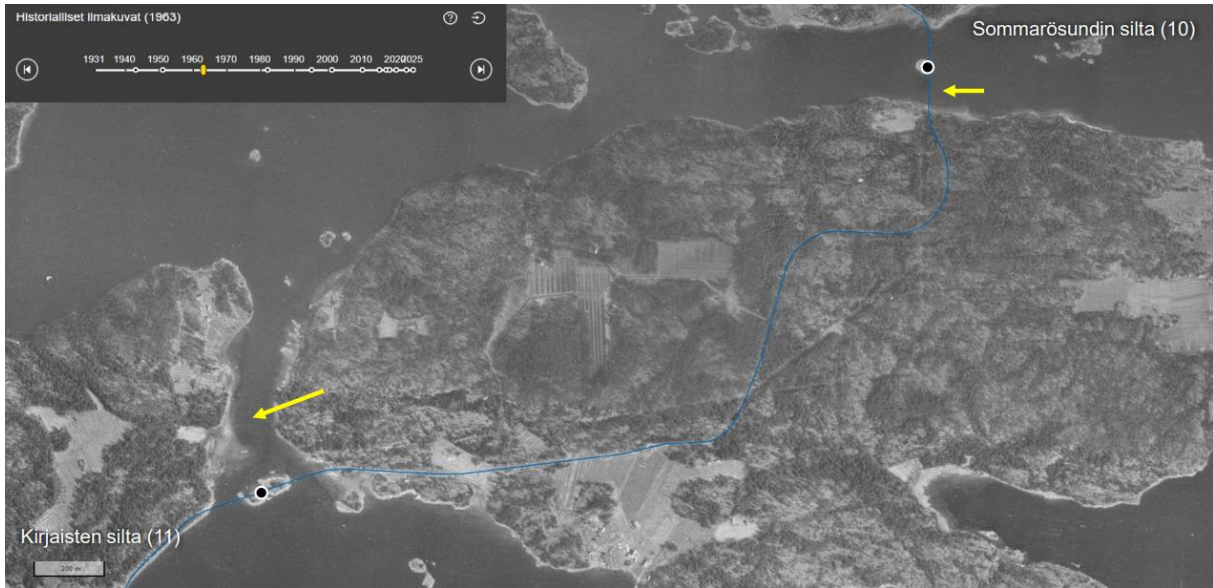 Historialliset ilmakuvat (1963)
1931 1940 1950 1960 1970 1980 1990 2000 2010 2025
Sommarösundin silta (10)
Kirjaisten silta (11)
300 m